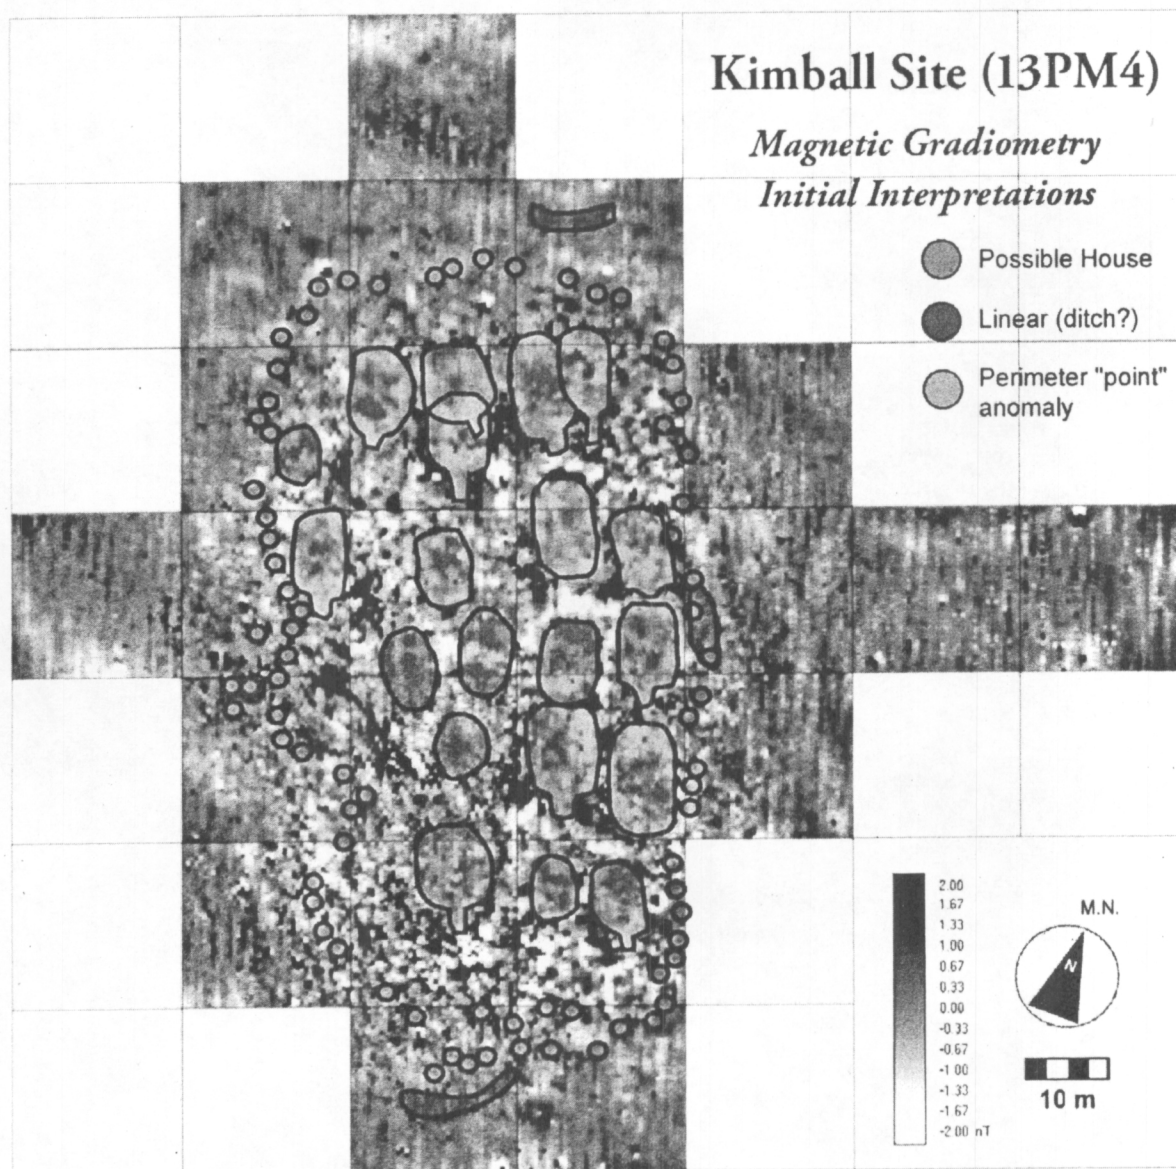 Kimball Site (13PM4)
Magnetic Gradiometry
Initial Interpretations
Possible House
Linear (ditch?)
Perimeter "point"
anomaly
2.00
1.67
1.33
1.00
0.67
0.33
0.00
-0.33
-0.67
-1.00
-1.33
-1.67
-2.00 nT
M.N.
N
10 m